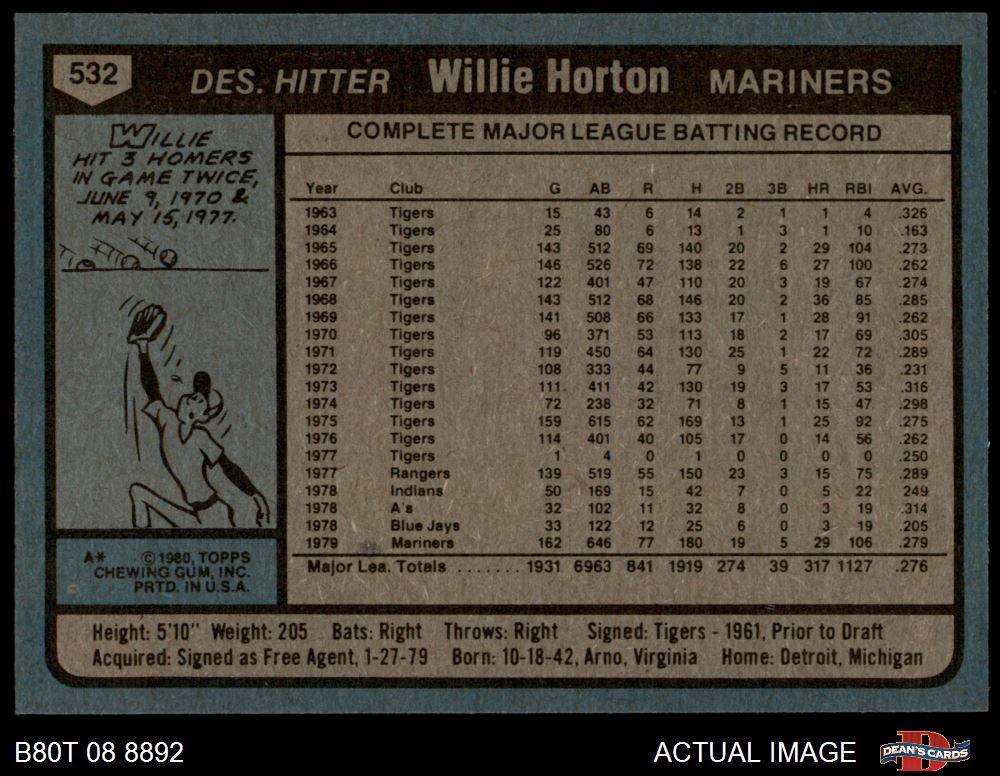 532 DES. HITTER Willie Horton MARINERS
WILLIE
HIT 3 HOMERS
IN GAME TWICE,
JUNE 9, 1970 &
MAY 15, 1977.
COMPLETE MAJOR LEAGUE BATTING RECORD
Year Club G AB R H 2B 3B HR RBI AVG.
1963 Tigers 15 43 6 14 2 1 1 4 .326
1964 Tigers 25 80 6 13 1 3 1 10 .163
1965 Tigers 143 512 69 140 20 2 29 104 .273
1966 Tigers 146 526 72 138 22 6 27 100 .262
1967 Tigers 122 401 47 110 20 3 19 67 .274
1968 Tigers 143 512 68 146 20 2 36 85 .285
1969 Tigers 141 508 66 133 17 1 28 91 .262
1970 Tigers 96 371 53 113 18 2 17 69 .305
1971 Tigers 119 450 64 130 25 1 22 72 .289
1972 Tigers 108 333 44 77 9 5 11 36 .231
1973 Tigers 111 411 42 130 19 3 17 53 .316
1974 Tigers 72 238 32 71 8 1 15 47 .298
1975 Tigers 159 615 62 169 13 1 25 92 .275
1976 Tigers 114 401 40 105 17 0 14 56 .262
1977 Tigers 1 4 0 1 0 0 0 0 .250
1977 Rangers 139 519 55 150 23 3 15 75 .289
1978 Indians 50 169 15 42 7 0 5 22 .249
1978 A's 32 102 11 32 8 0 3 19 .314
1978 Blue Jays 33 122 12 25 6 0 3 19 .205
1979 Mariners 162 646 77 180 19 5 29 106 .279
Major Lea. Totals ....... 1931 6963 841 1919 274 39 317 1127 .276
A* © 1980, TOPPS
CHEWING GUM, INC.
PRTD. IN U.S.A.
Height: 5'10" Weight: 205 Bats: Right Throws: Right Signed: Tigers - 1961, Prior to Draft
Acquired: Signed as Free Agent, 1-27-79 Born: 10-18-42, Arno, Virginia Home: Detroit, Michigan
B80T 08 8892 ACTUAL IMAGE D DEAN'S CARDS